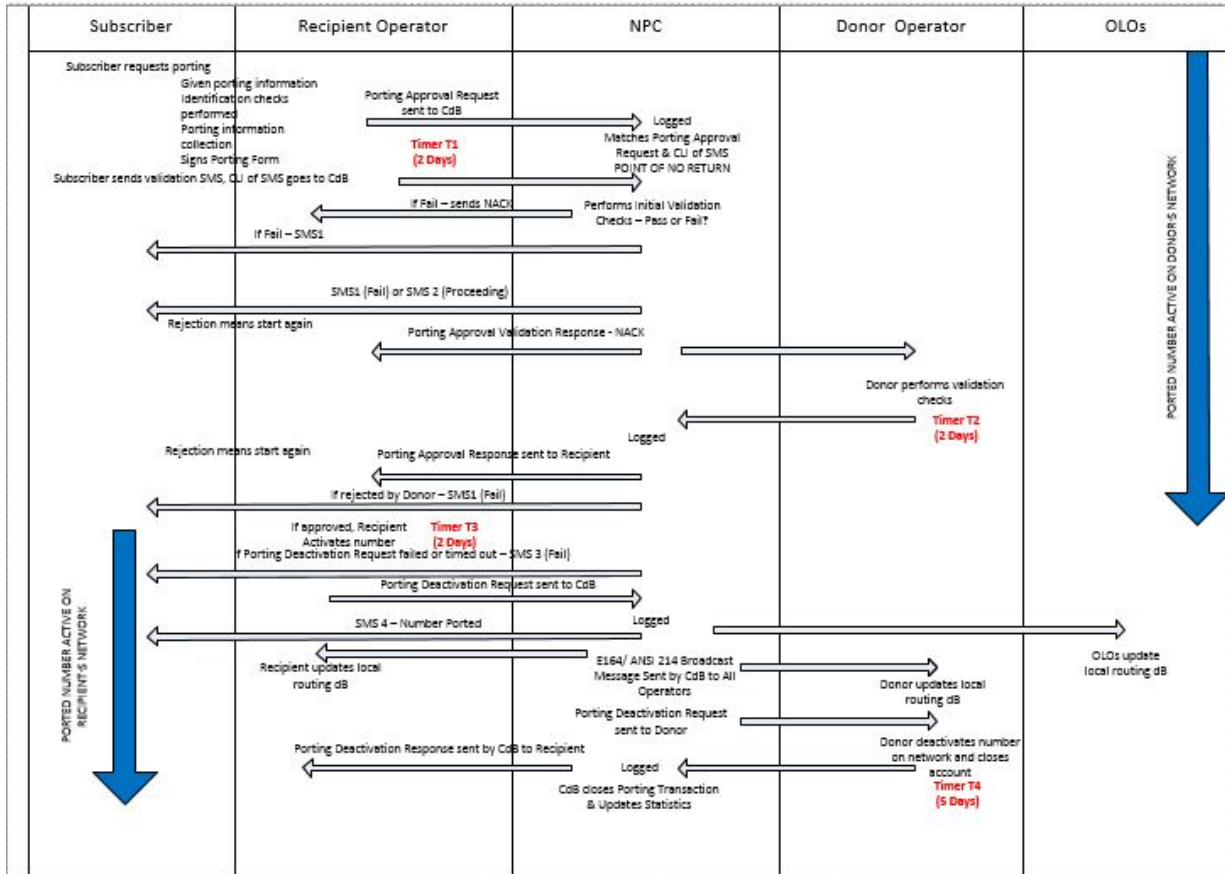 Subscriber
Recipient Operator
NPC
Donor Operator
OLOs
Subscriber requests porting
Given porting information
Identification checks
performed
Porting information
collection
Signs Porting Form
Porting Approval Request
sent to CdB
Timer T1
(2 Days)
Logged
Matches Porting Approval
Request & CLI of SMS
POINT OF NO RETURN
Subscriber sends validation SMS, CLI of SMS goes to CdB
If Fail – sends NACK
Performs Initial Validation
Checks – Pass or Fail?
If Fail – SMS1
SMS1 (Fail) or SMS 2 (Proceeding)
Rejection means start again
Porting Approval Validation Response - NACK
Donor performs validation
checks
Timer T2
(2 Days)
Logged
Rejection means start again
Porting Approval Response sent to Recipient
If rejected by Donor – SMS1 (Fail)
If approved, Recipient
Activates number
Timer T3
(2 Days)
f Porting Deactivation Request failed or timed out – SMS 3 (Fail)
Porting Deactivation Request sent to CdB
SMS 4 – Number Ported
Logged
Recipient updates local
routing dB
E164/ ANSI 214 Broadcast
Message Sent by CdB to All
Operators
Donor updates local
routing dB
OLOs update
local routing dB
Porting Deactivation Request
sent to Donor
Porting Deactivation Response sent by CdB to Recipient
Logged
Donor deactivates number
on network and closes
account
Timer T4
(5 Days)
CdB closes Porting Transaction
& Updates Statistics
PORTED NUMBER ACTIVE ON DONOR'S NETWORK
PORTED NUMBER ACTIVE ON
RECIPIENT'S NETWORK